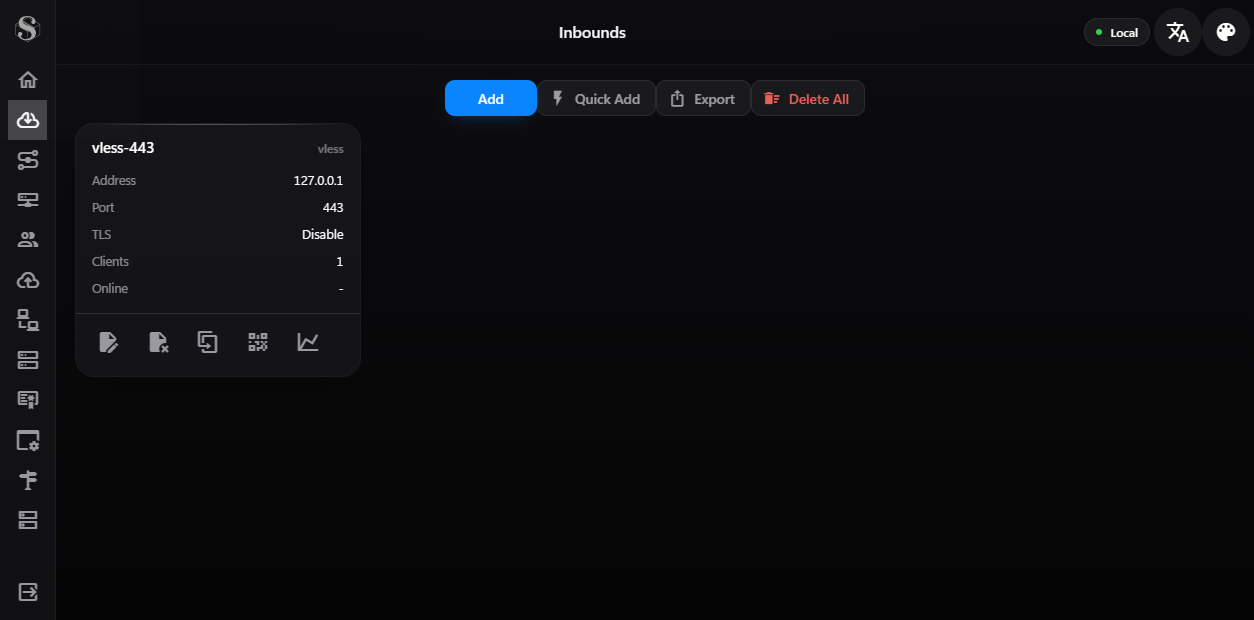 Inbounds
Local
Add
Quick Add
Export
Delete All
vless-443 vless
Address 127.0.0.1
Port 443
TLS Disable
Clients 1
Online -